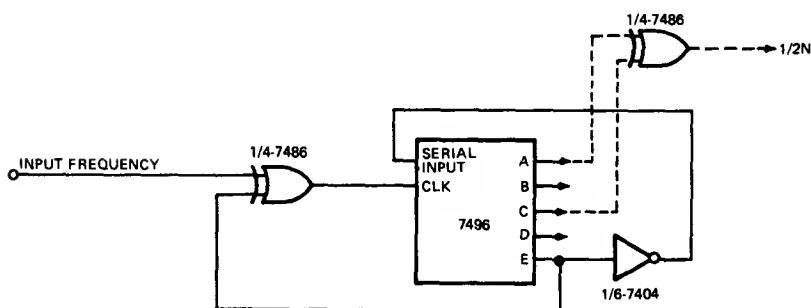 1/4-7486
1/2N
INPUT FREQUENCY
1/4-7486
SERIAL
INPUT
CLK
7496
A
B
C
D
E
1/6-7404